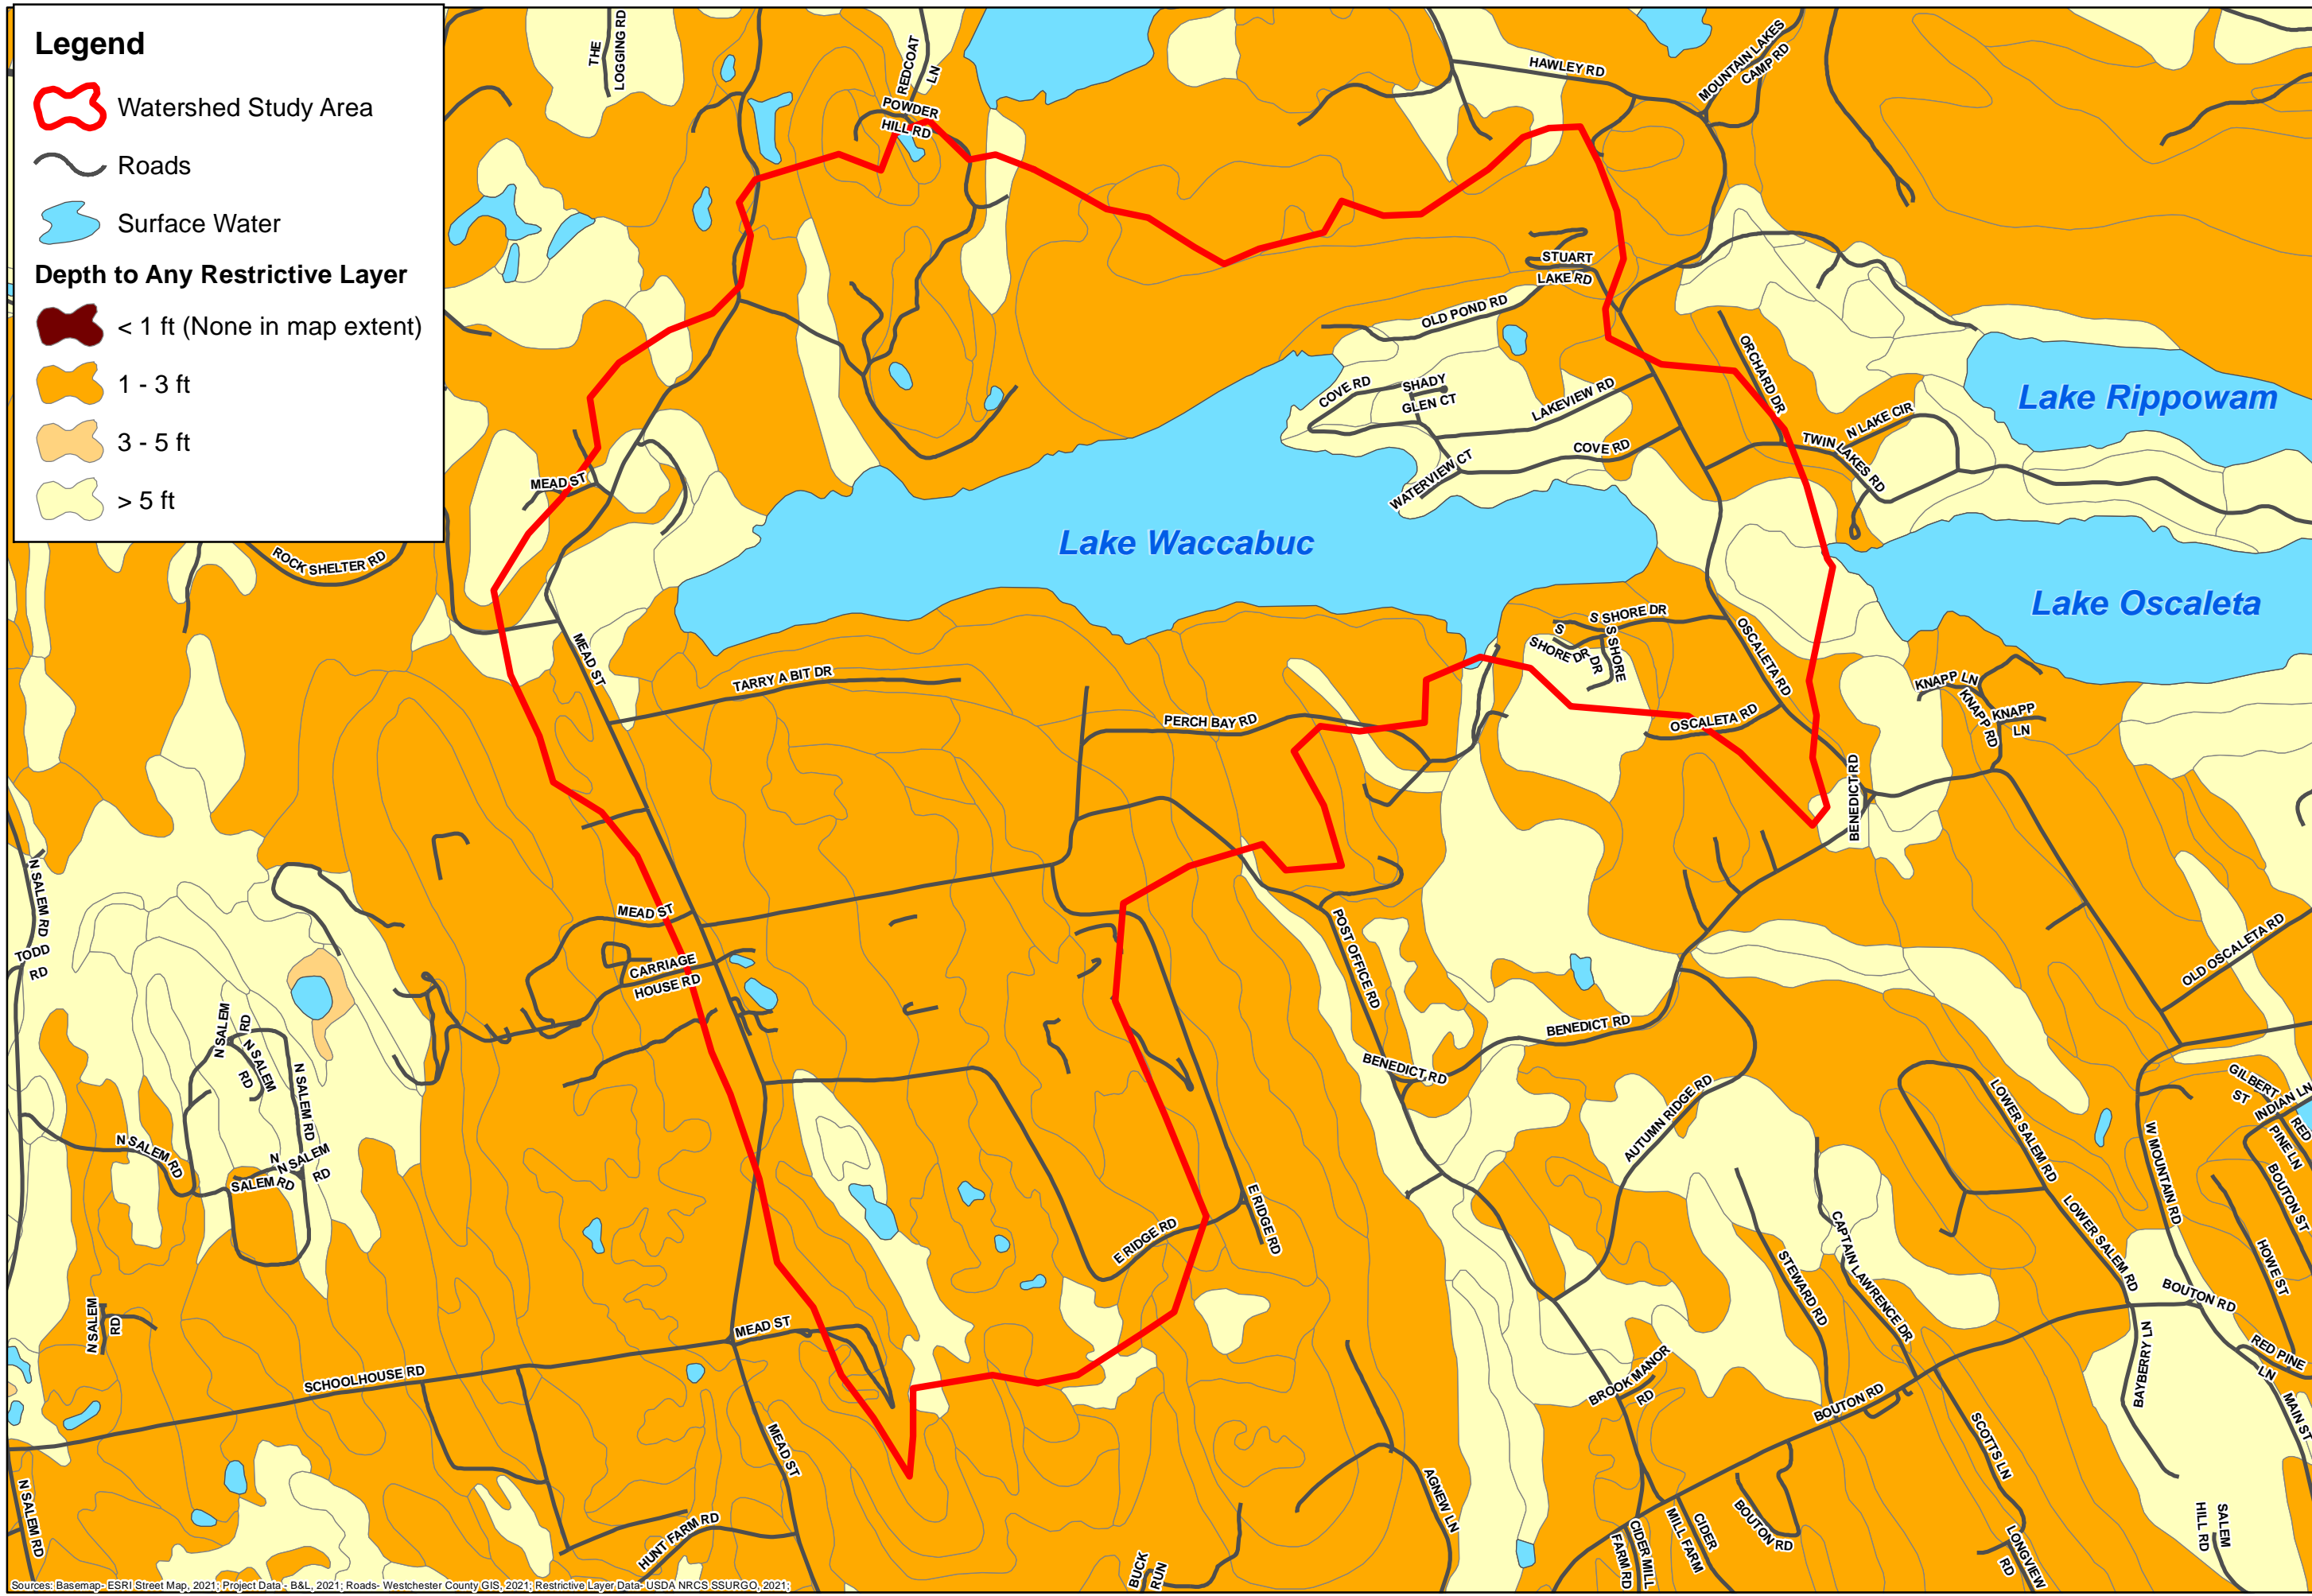 Legend
Watershed Study Area
Roads
Surface Water
Depth to Any Restrictive Layer
< 1 ft (None in map extent)
1 - 3 ft
3 - 5 ft
> 5 ft
THE
LOGGING RD
REDCOAT
LN
POWDER
HILL RD
HAWLEY RD
MOUNTAIN LAKES
CAMP RD
STUART
LAKE RD
OLD POND RD
ORCHARD DR
COVE RD
SHADY
GLEN CT
LAKEVIEW RD
COVE RD
WATERVIEW CT
N LAKE CIR
TWIN LAKES RD
Lake Rippowam
Lake Waccabuc
Lake Oscaleta
MEAD ST
ROCK SHELTER RD
MEAD ST
TARRY A BIT DR
PERCH BAY RD
S SHORE DR
S
SHORE DR
S SHORE
DR
OSCALETA RD
OSCALETA RD
KNAPP LN
KNAPP RD
KNAPP
LN
BENEDICT RD
N SALEM RD
TODD
RD
MEAD ST
CARRIAGE
HOUSE RD
POST OFFICE RD
OLD OSCALETA RD
N SALEM
RD
N SALEM
RD
N SALEM RD
N SALEM RD
N
N SALEM
SALEM RD
RD
BENEDICT RD
BENEDICT RD
AUTUMN RIDGE RD
LOWER SALEM RD
LOWER SALEM RD
W MOUNTAIN RD
GILBERT
ST
INDIAN LN
RED
PINE LN
BOUTON ST
HOWE ST
E RIDGE RD
E RIDGE RD
STEWARD RD
CAPTAIN LAWRENCE DR
BOUTON RD
RED PINE
LN
MAIN ST
BAYBERRY LN
N SALEM
RD
SCHOOLHOUSE RD
MEAD ST
MEAD ST
BROOK MANOR
RD
BOUTON RD
SCOTTS LN
AGNEW LN
N SALEM RD
HUNT FARM RD
BUCK
RUN
CIDER MILL
FARM RD
CIDER
MILL FARM
BOUTON RD
LONGVIEW
RD
SALEM
HILL RD
Sources: Basemap- ESRI Street Map, 2021; Project Data - B&L, 2021; Roads- Westchester County GIS, 2021; Restrictive Layer Data- USDA NRCS SSURGO, 2021;